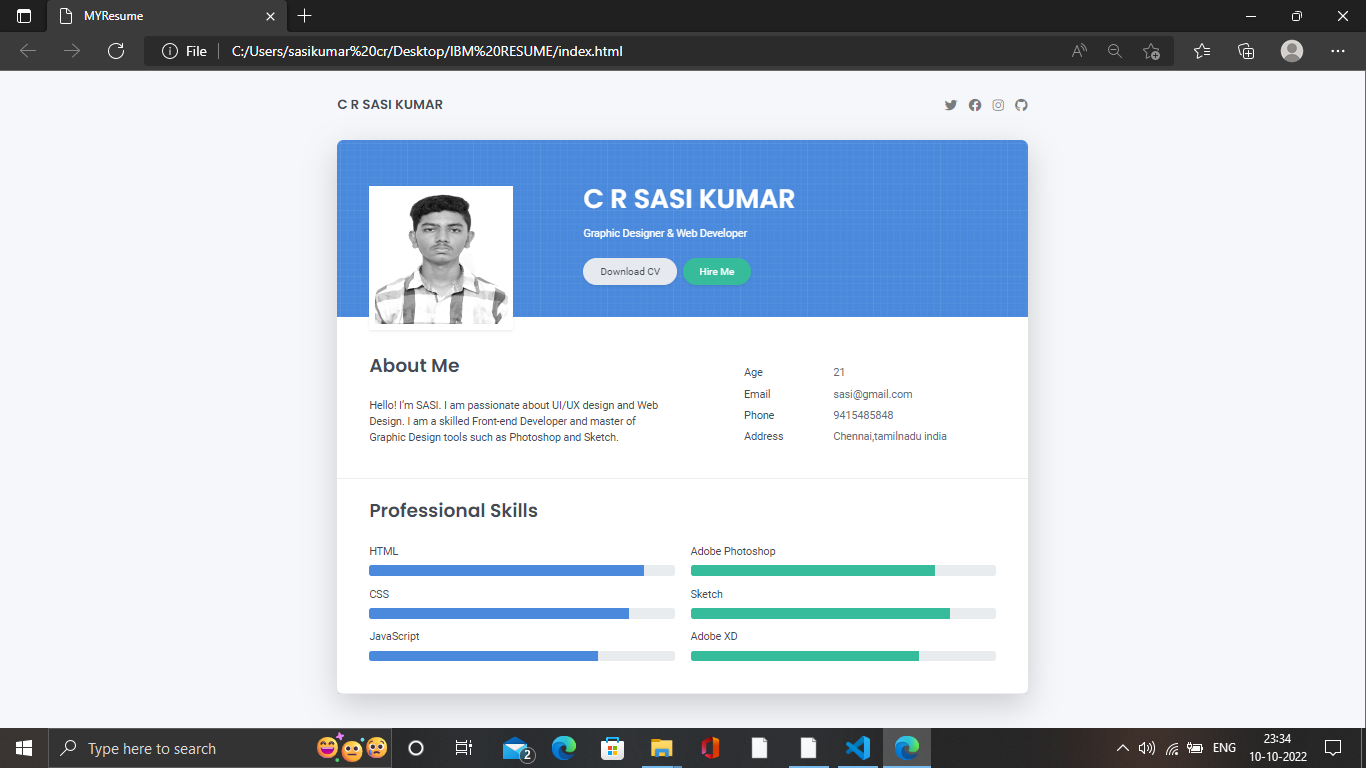 MYResume
File
C:/Users/sasikumar%20cr/Desktop/IBM%20RESUME/index.html
C R SASI KUMAR
C R SASI KUMAR
Graphic Designer & Web Developer
Download CV
Hire Me
About Me
Hello! I’m SASI. I am passionate about UI/UX design and Web
Design. I am a skilled Front-end Developer and master of
Graphic Design tools such as Photoshop and Sketch.
Age 21
Email sasi@gmail.com
Phone 9415485848
Address Chennai,tamilnadu india
Professional Skills
HTML
Adobe Photoshop
CSS
Sketch
JavaScript
Adobe XD
Type here to search
2
ENG
23:34
10-10-2022